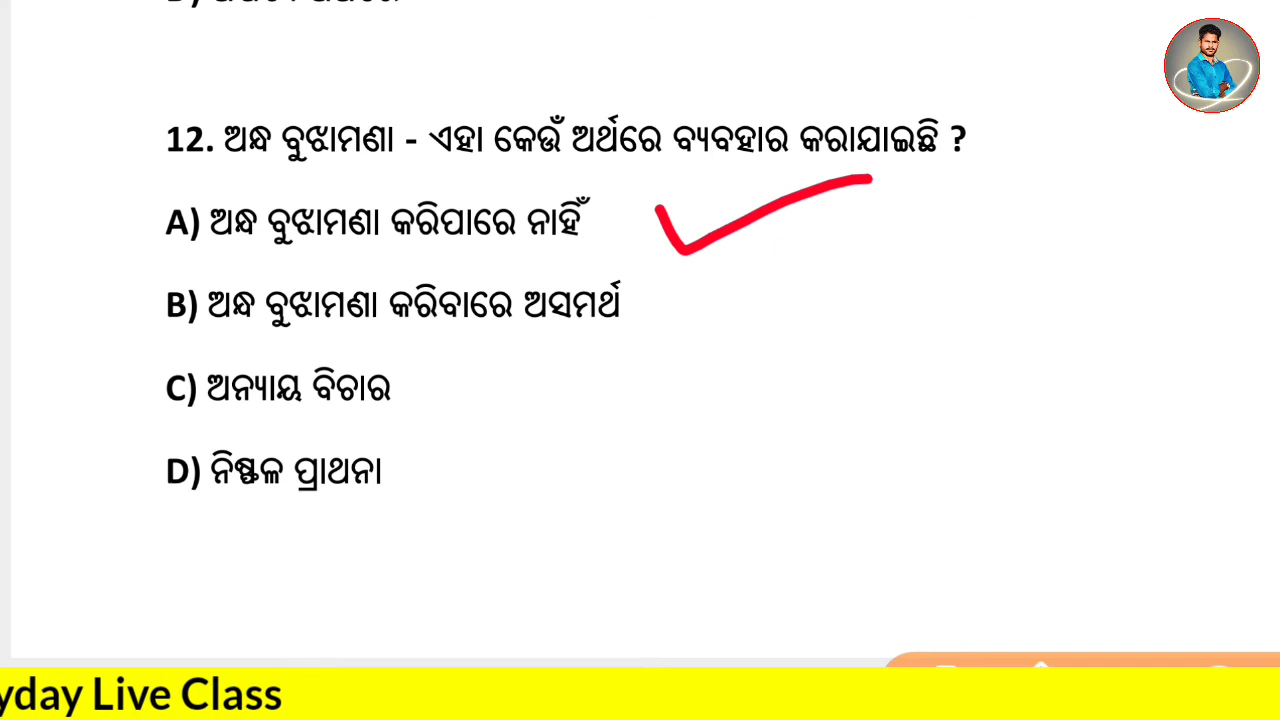 12. ଅନ୍ଧ ବୁଝାମଣା - ଏହା କେଉଁ ଅର୍ଥରେ ବ୍ୟବହାର କରାଯାଇଛି ?
A) ଅନ୍ଧ ବୁଝାମଣା କରିପାରେ ନାହିଁ
B) ଅନ୍ଧ ବୁଝାମଣା କରିବାରେ ଅସମର୍ଥ
C) ଅନ୍ୟାୟ ବିଚାର
D) ନିଷ୍ଫଳ ପ୍ରାଥନା
yday Live Class